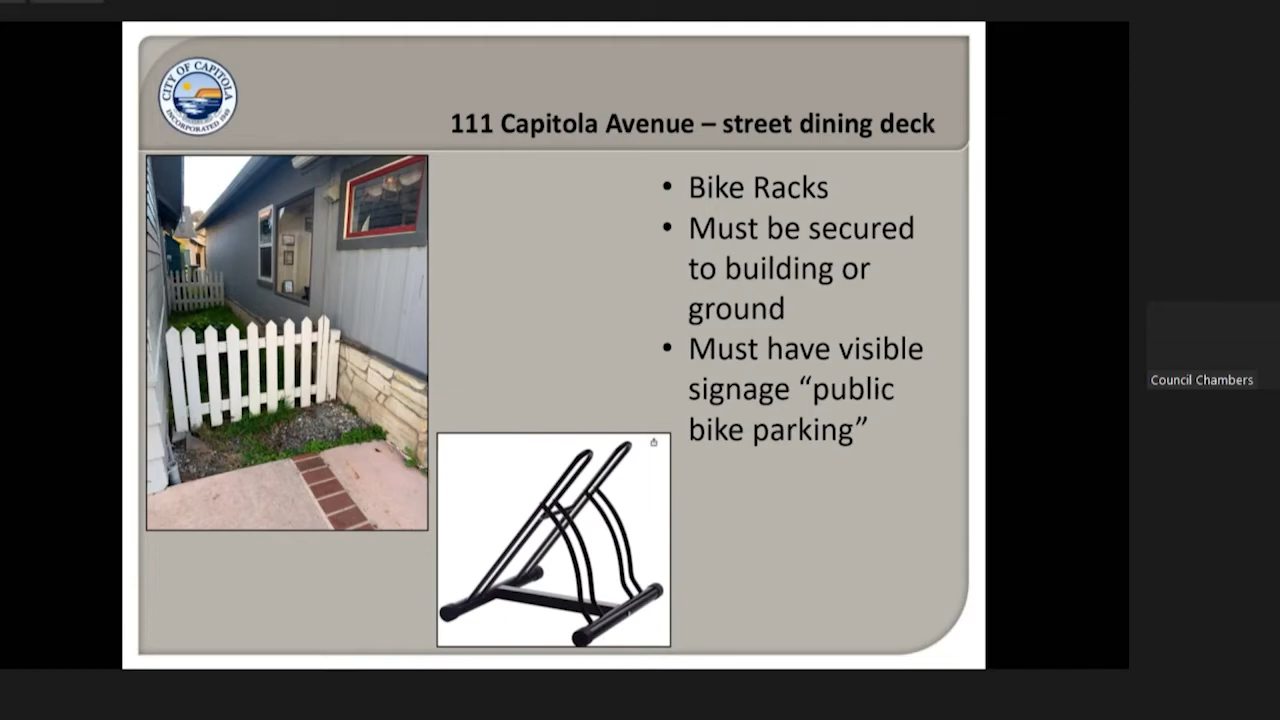 CITY OF CAPITOLA
INCORPORATED 1949
111 Capitola Avenue – street dining deck
• Bike Racks
• Must be secured
to building or
ground
• Must have visible
signage “public
bike parking”
Council Chambers